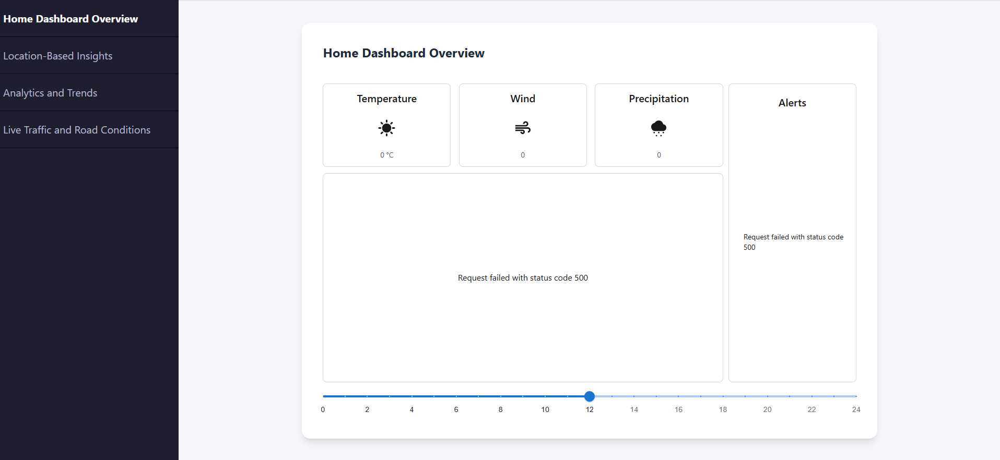 Home Dashboard Overview
Location-Based Insights
Analytics and Trends
Live Traffic and Road Conditions
Home Dashboard Overview
Temperature
0 °C
Wind
0
Precipitation
0
Alerts
Request failed with status code
500
Request failed with status code 500
0 2 4 6 8 10 12 14 16 18 20 22 24